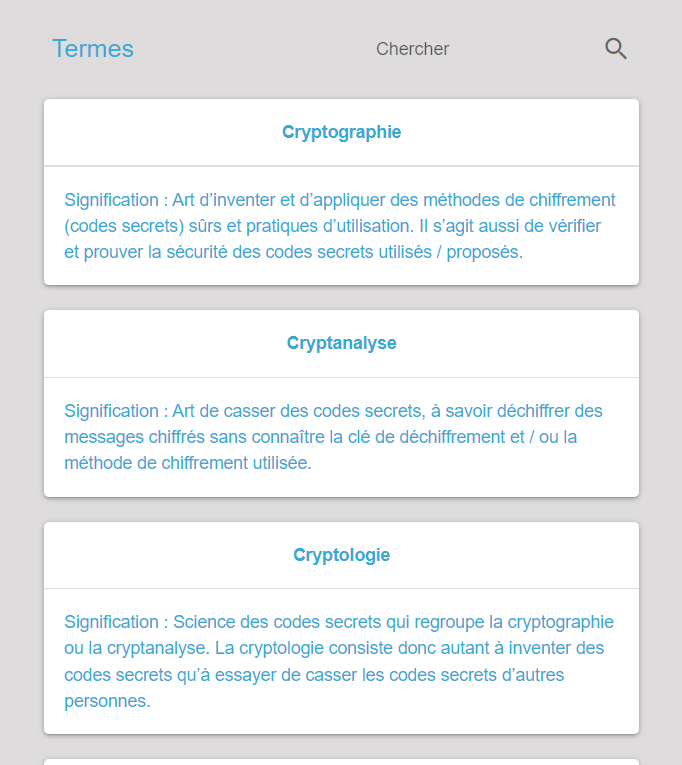 Termes
Chercher
Cryptographie
Signification : Art d’inventer et d’appliquer des méthodes de chiffrement
(codes secrets) sûrs et pratiques d’utilisation. Il s’agit aussi de vérifier
et prouver la sécurité des codes secrets utilisés / proposés.
Cryptanalyse
Signification : Art de casser des codes secrets, à savoir déchiffrer des
messages chiffrés sans connaître la clé de déchiffrement et / ou la
méthode de chiffrement utilisée.
Cryptologie
Signification : Science des codes secrets qui regroupe la cryptographie
ou la cryptanalyse. La cryptologie consiste donc autant à inventer des
codes secrets qu’à essayer de casser les codes secrets d’autres
personnes.